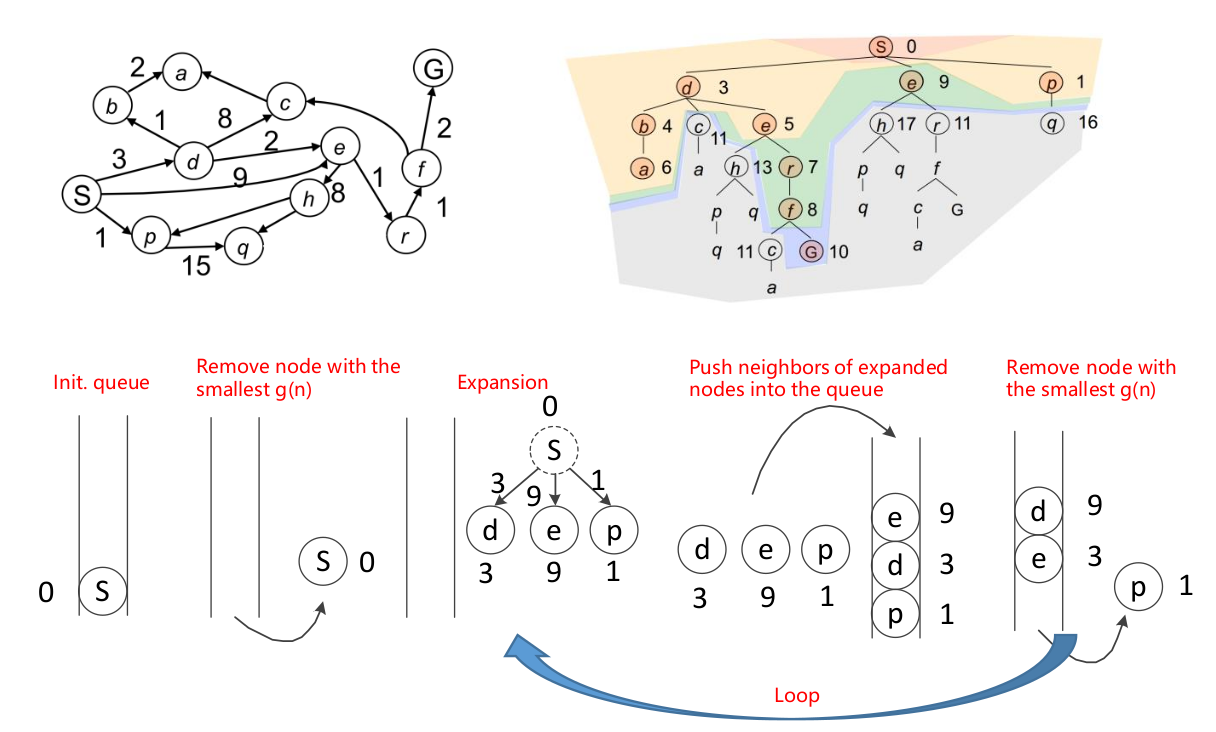 2
a
G
b
c
1
8
2
2
3
d
e
f
9
S
h
8
1
1
1
p
q
r
15
S 0
d 3
e 9
p 1
b 4
c 11
e 5
h 17
r 11
q 16
a 6
a
h 13
r 7
p
q
f
p
q
f 8
q
c
G
q
11 c
G 10
a
a
Init. queue
Remove node with the
smallest g(n)
Expansion
Push neighbors of expanded
nodes into the queue
Remove node with
the smallest g(n)
0
S
3
9
1
d
e
p
3
9
1
0
S
S
0
d
e
p
3
9
1
e 9
d 3
p 1
d 9
e 3
p 1
Loop